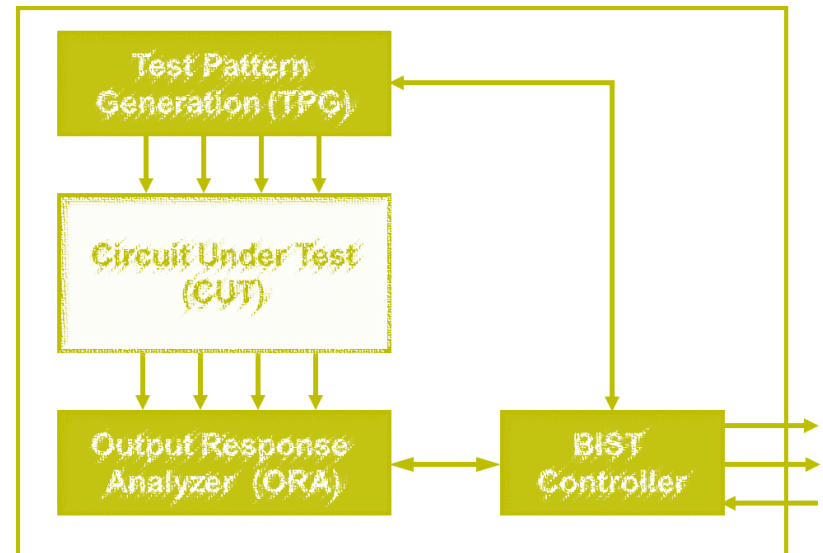 Test Pattern
Generation (TPG)
Circuit Under Test
(CUT)
Output Response
Analyzer (ORA)
BIST
Controller